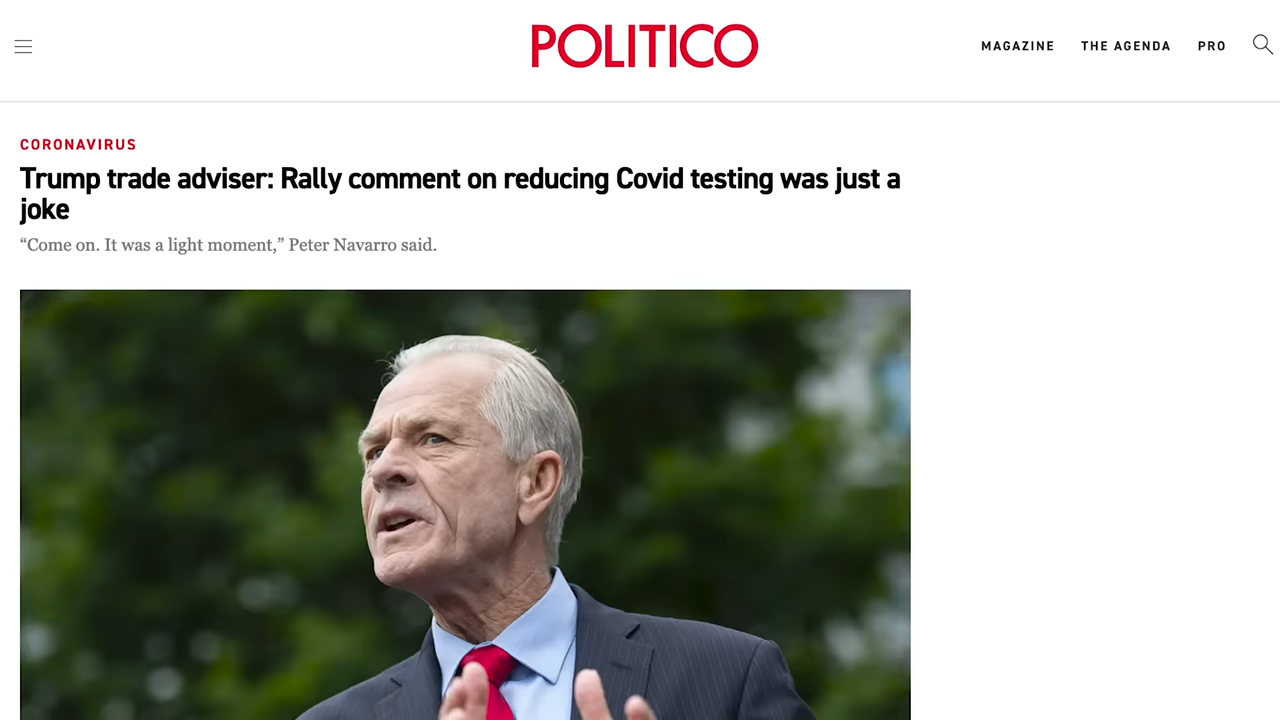 POLITICO
MAGAZINE THE AGENDA PRO
CORONAVIRUS
Trump trade adviser: Rally comment on reducing Covid testing was just a
joke
“Come on. It was a light moment,” Peter Navarro said.